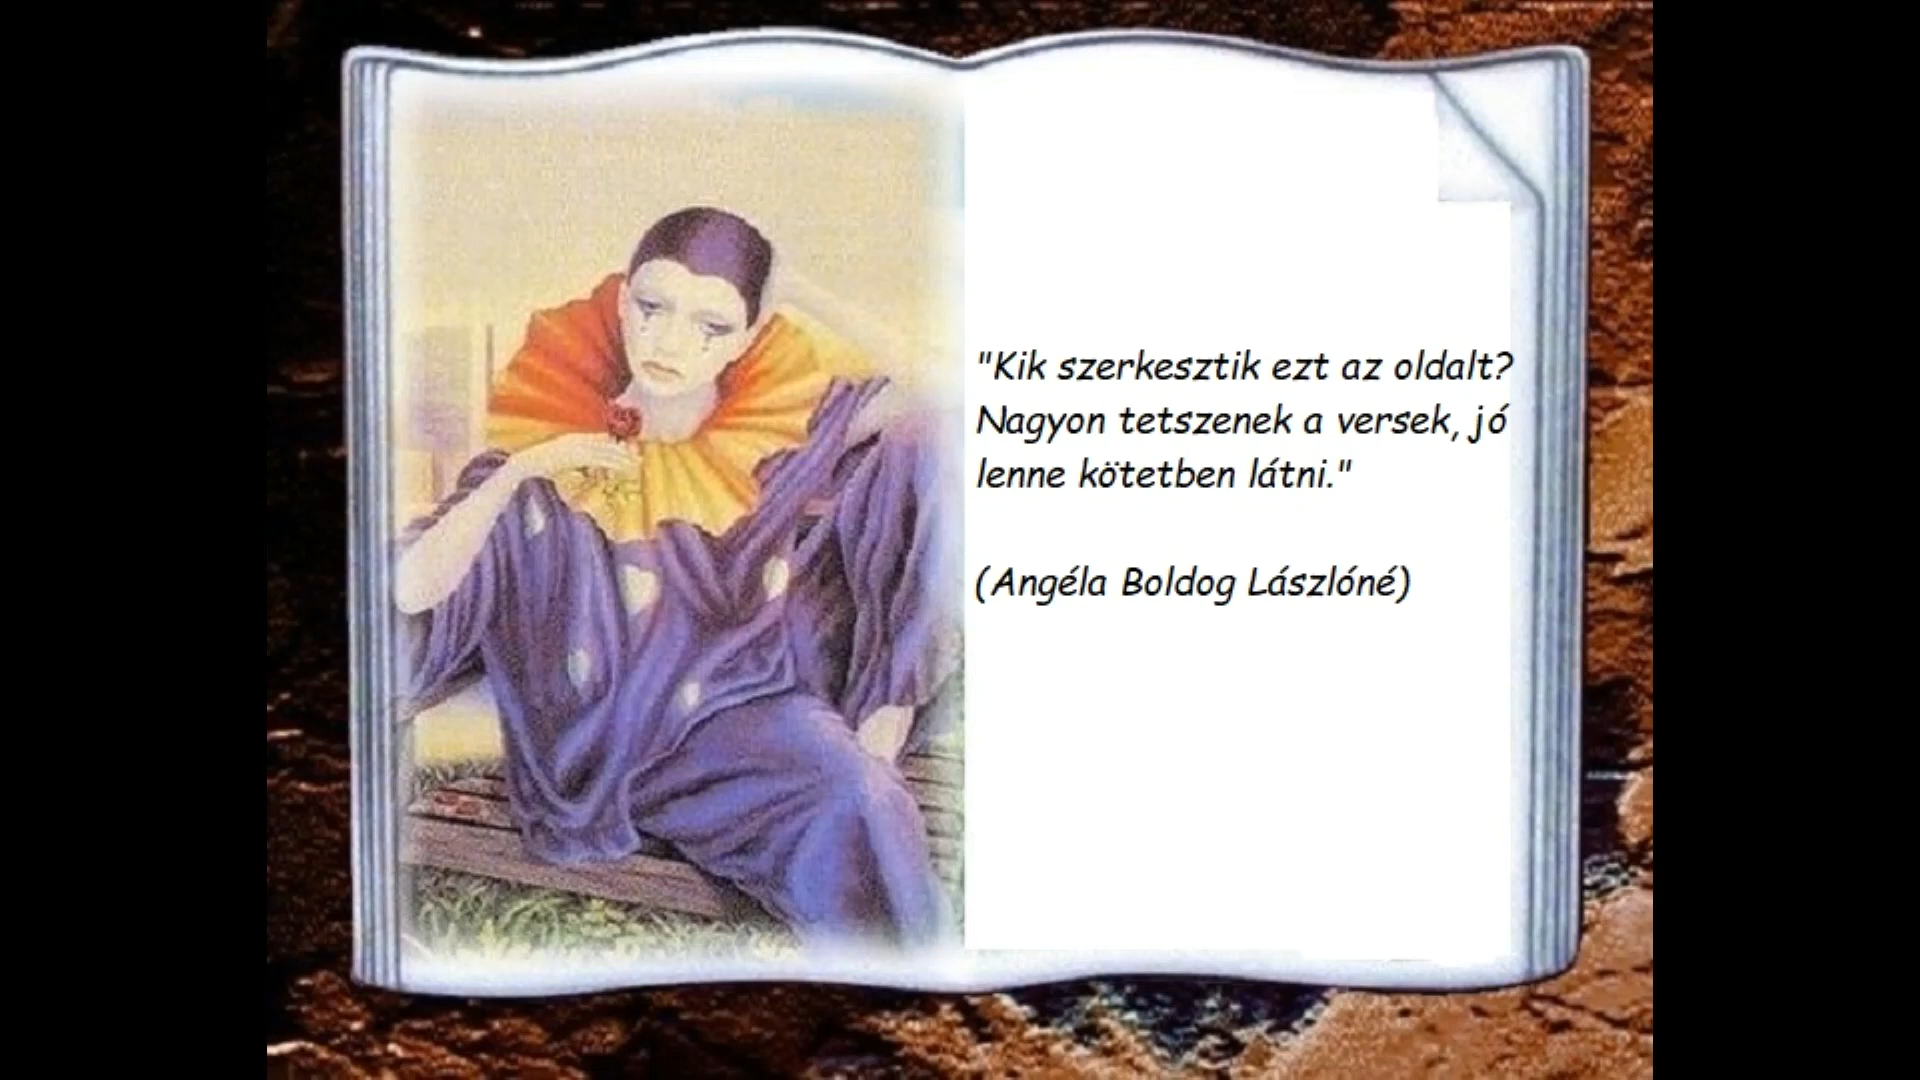 "Kik szerkesztik ezt az oldalt?
Nagyon tetszenek a versek, jó
lenne kötetben látni."
(Angéla Boldog Lászlóné)